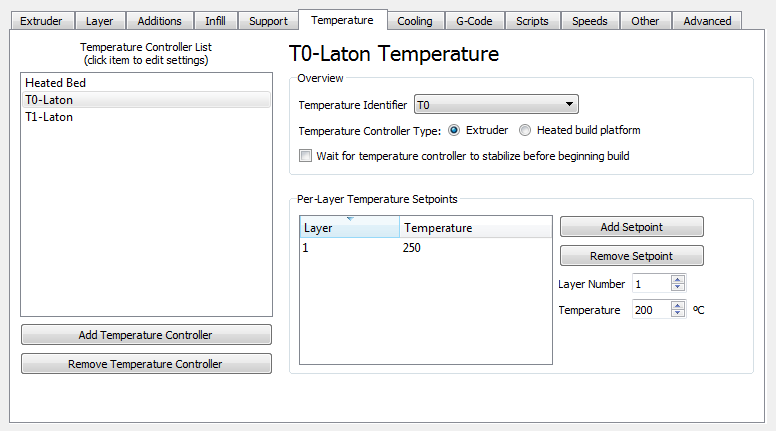 Extruder Layer Additions Infill Support Temperature Cooling G-Code Scripts Speeds Other Advanced
Temperature Controller List
(click item to edit settings)
Heated Bed
T0-Laton
T1-Laton
Add Temperature Controller
Remove Temperature Controller
T0-Laton Temperature
Overview
Temperature Identifier T0
Temperature Controller Type: Extruder Heated build platform
Wait for temperature controller to stabilize before beginning build
Per-Layer Temperature Setpoints
Layer Temperature
1 250
Add Setpoint
Remove Setpoint
Layer Number 1
Temperature 200 ºC